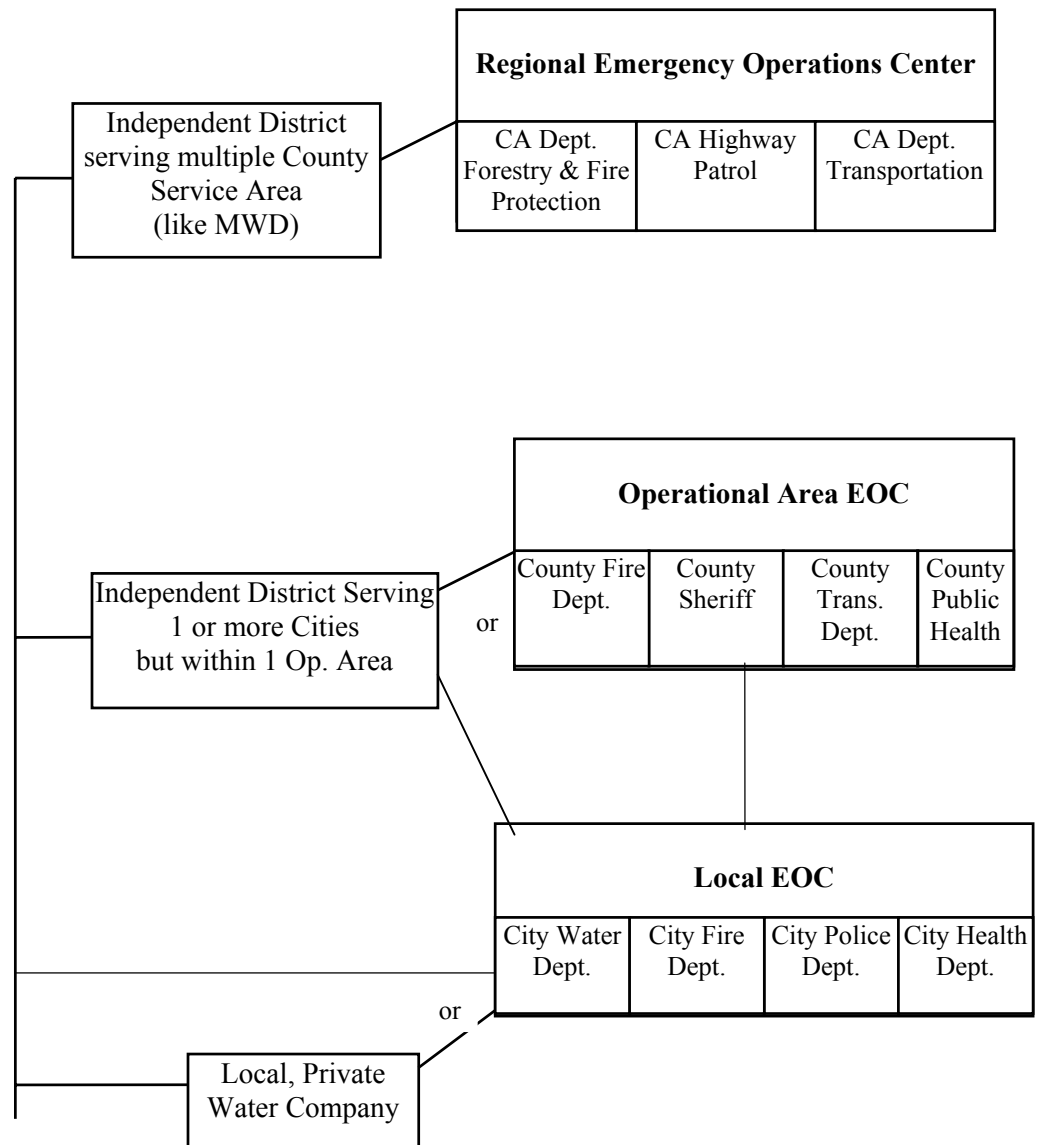 Regional Emergency Operations Center
Independent District
serving multiple County
Service Area
(like MWD)
CA Dept.
Forestry & Fire
Protection
CA Highway
Patrol
CA Dept.
Transportation
Operational Area EOC
Independent District Serving
1 or more Cities
but within 1 Op. Area
or
County Fire
Dept.
County
Sheriff
County
Trans.
Dept.
County
Public
Health
Local EOC
City Water
Dept.
City Fire
Dept.
City Police
Dept.
City Health
Dept.
or
Local, Private
Water Company